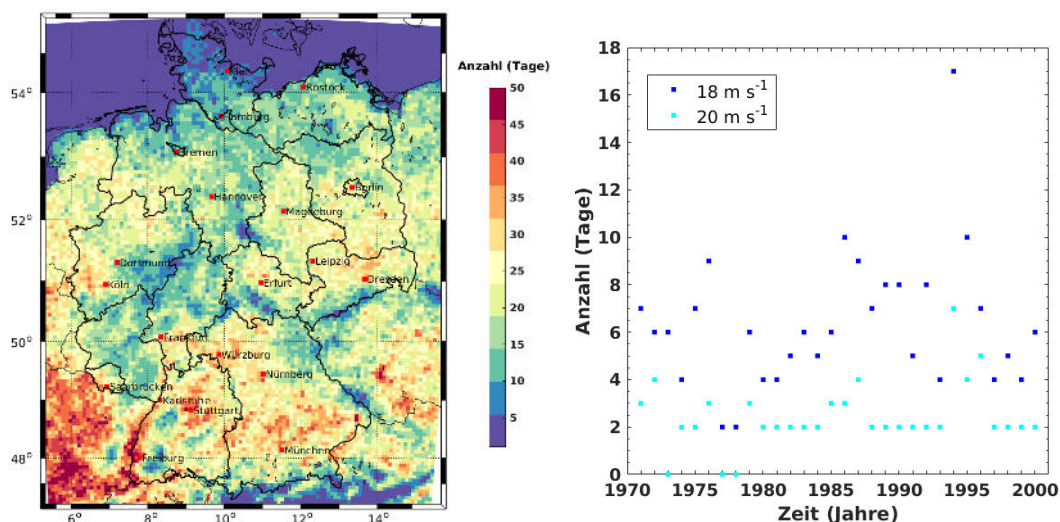 Anzahl (Tage)
50
45
40
35
30
25
20
15
10
5
54°
52°
50°
48°
6°
8°
10°
12°
14°
Kiel
Rostock
Hamburg
Bremen
Berlin
Hannover
Magdeburg
Dortmund
Leipzig
Köln
Erfurt
Dresden
Frankfurt
Würzburg
Saarbrücken
Nürnberg
Karlsruhe
Stuttgart
Freiburg
München
18 m s⁻¹
20 m s⁻¹
Anzahl (Tage)
18
16
14
12
10
8
6
4
2
0
1970 1975 1980 1985 1990 1995 2000
Zeit (Jahre)